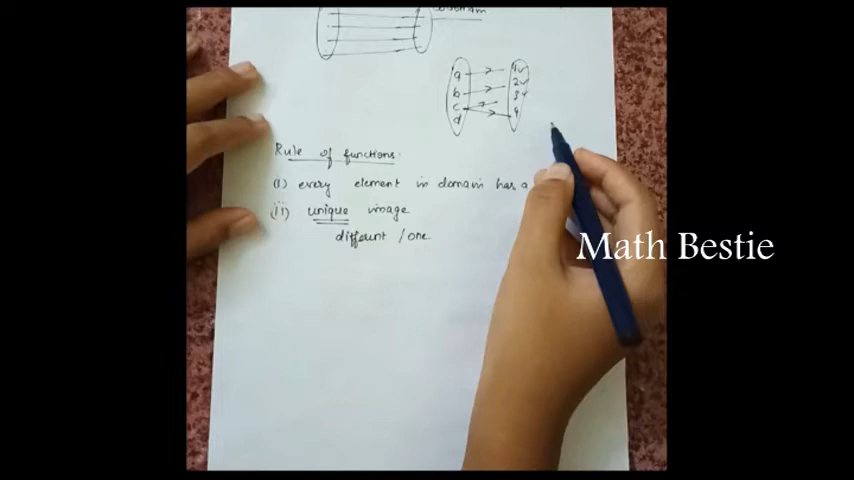 a 1
b 2
c 3
d 4
Rule of functions.
(i) every element in domain has a
(ii) unique image
different / one
Math Bestie